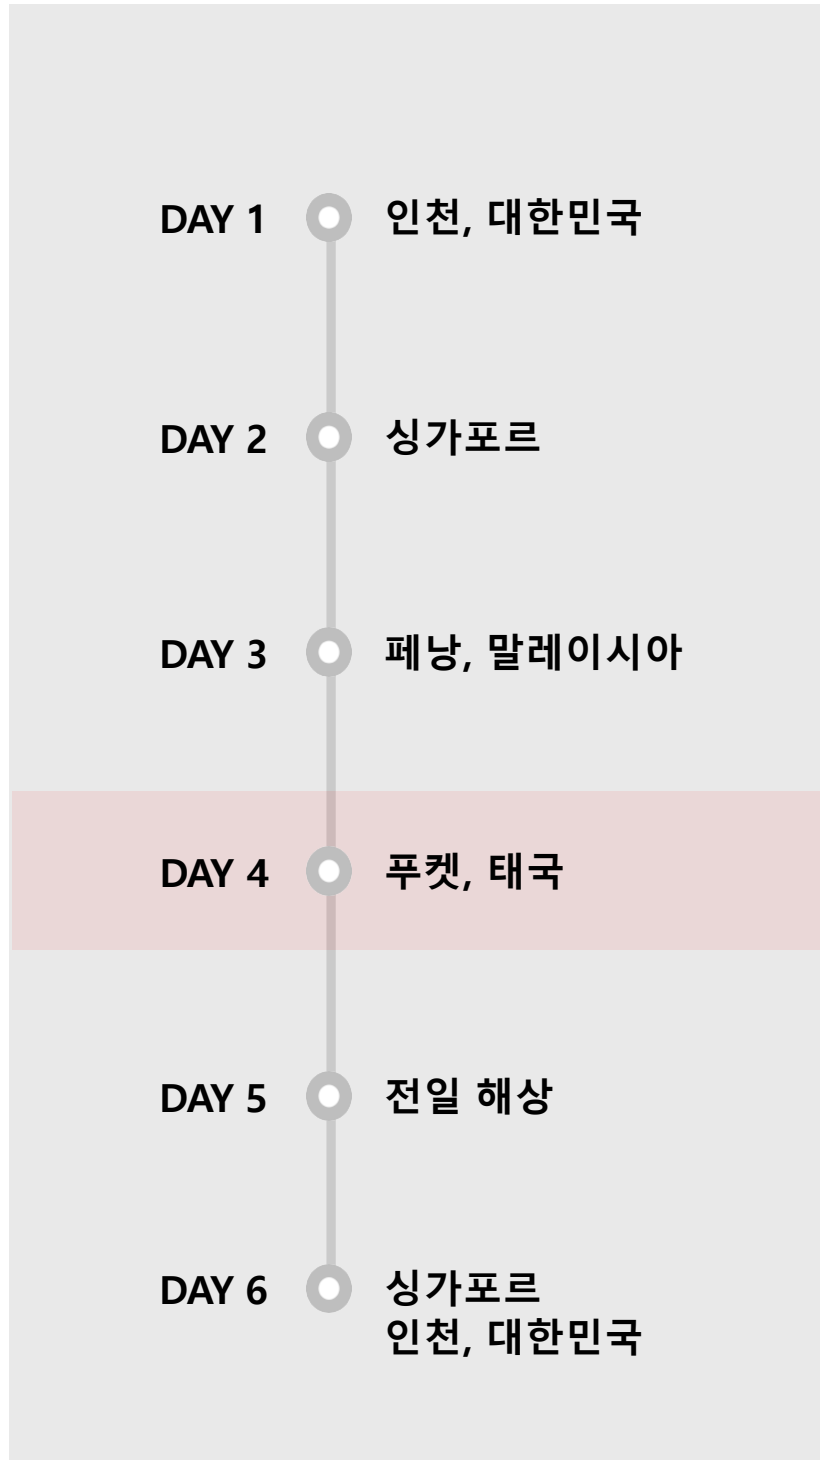 DAY 1 인천, 대한민국
DAY 2 싱가포르
DAY 3 페낭, 말레이시아
DAY 4 푸켓, 태국
DAY 5 전일 해상
DAY 6 싱가포르
인천, 대한민국